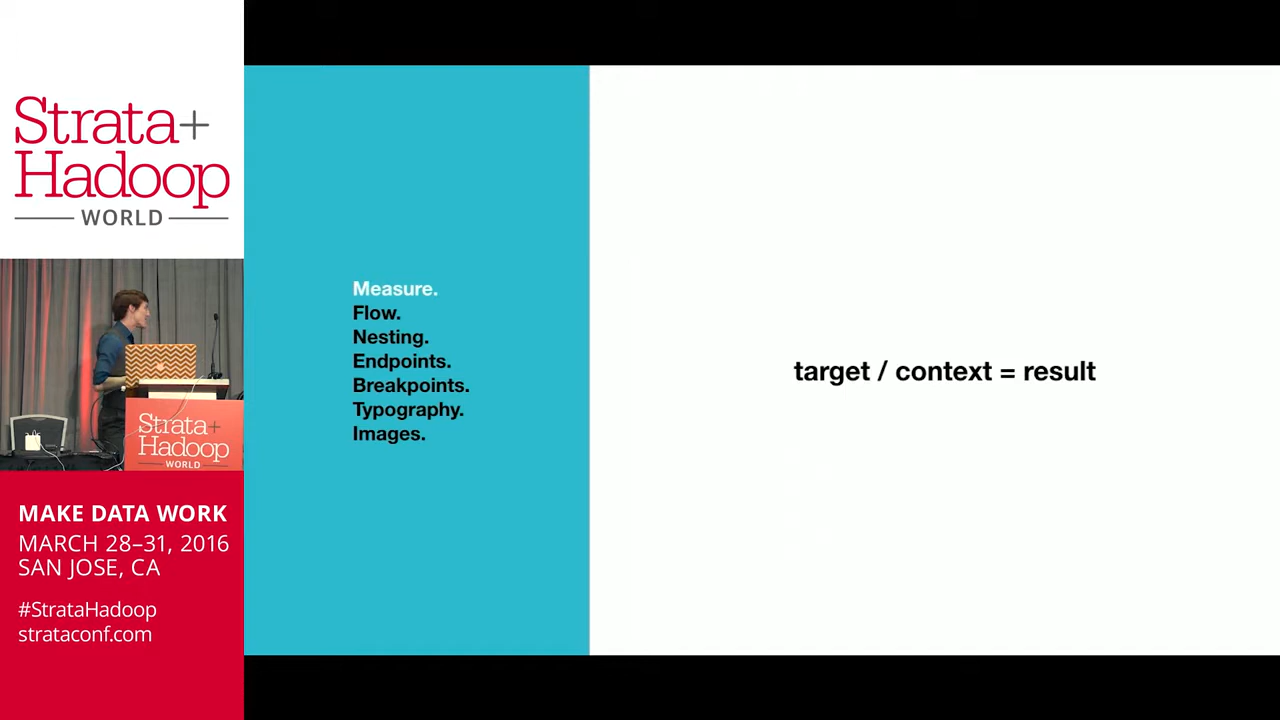 Strata+
Hadoop
WORLD
Strata+
Hadoop
WORLD
MAKE DATA WORK
MARCH 28–31, 2016
SAN JOSE, CA
#StrataHadoop
strataconf.com
Measure.
Flow.
Nesting.
Endpoints.
Breakpoints.
Typography.
Images.
target / context = result